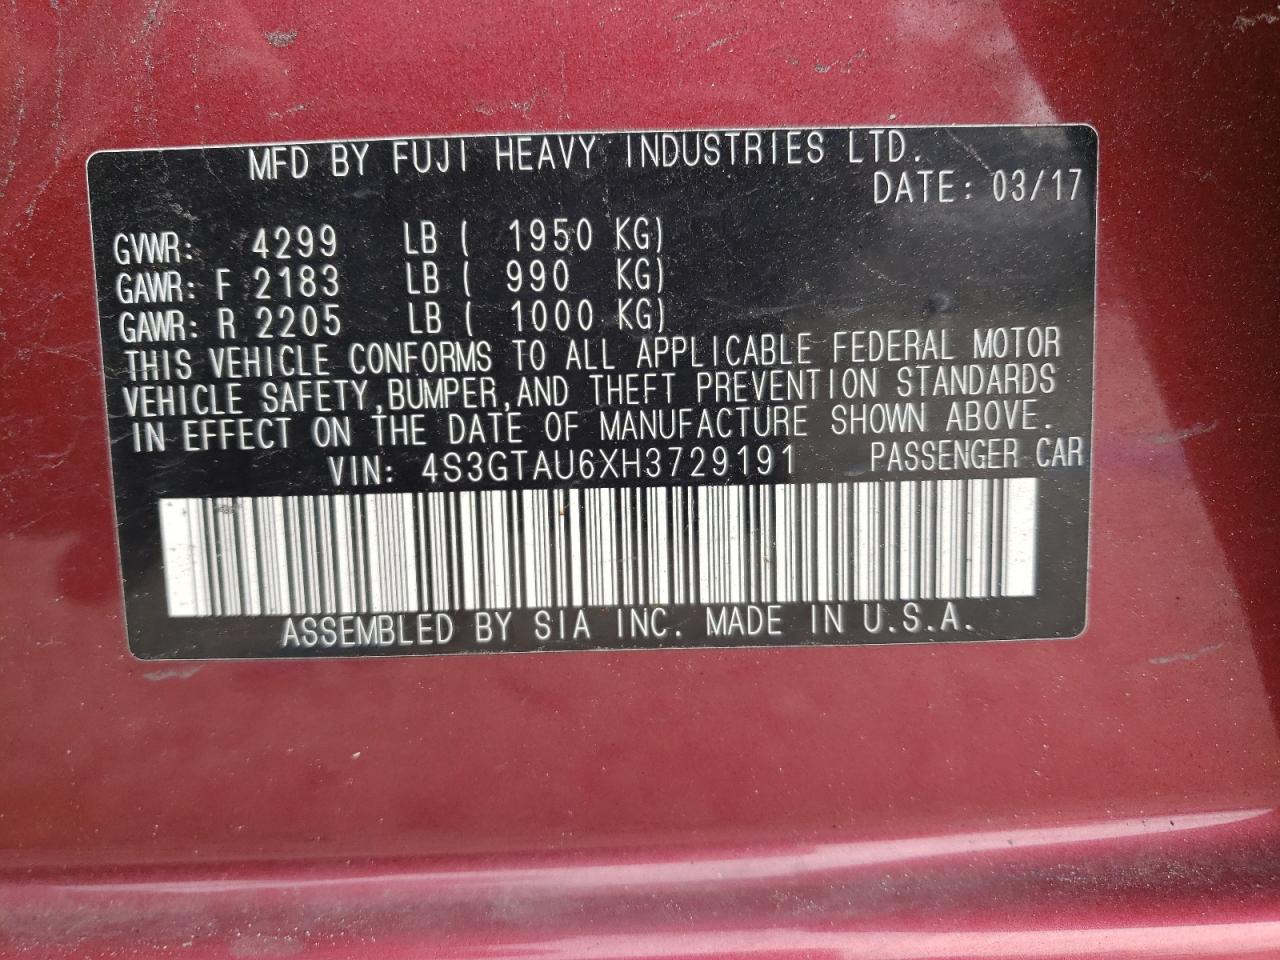 MFD BY FUJI HEAVY INDUSTRIES LTD.
DATE: 03/17
GVWR: 4299 LB ( 1950 KG)
GAWR: F 2183 LB ( 990 KG)
GAWR: R 2205 LB ( 1000 KG)
THIS VEHICLE CONFORMS TO ALL APPLICABLE FEDERAL MOTOR
VEHICLE SAFETY,BUMPER,AND THEFT PREVENTION STANDARDS
IN EFFECT ON THE DATE OF MANUFACTURE SHOWN ABOVE.
VIN: 4S3GTAU6XH3729191 PASSENGER CAR
ASSEMBLED BY SIA INC. MADE IN U.S.A.